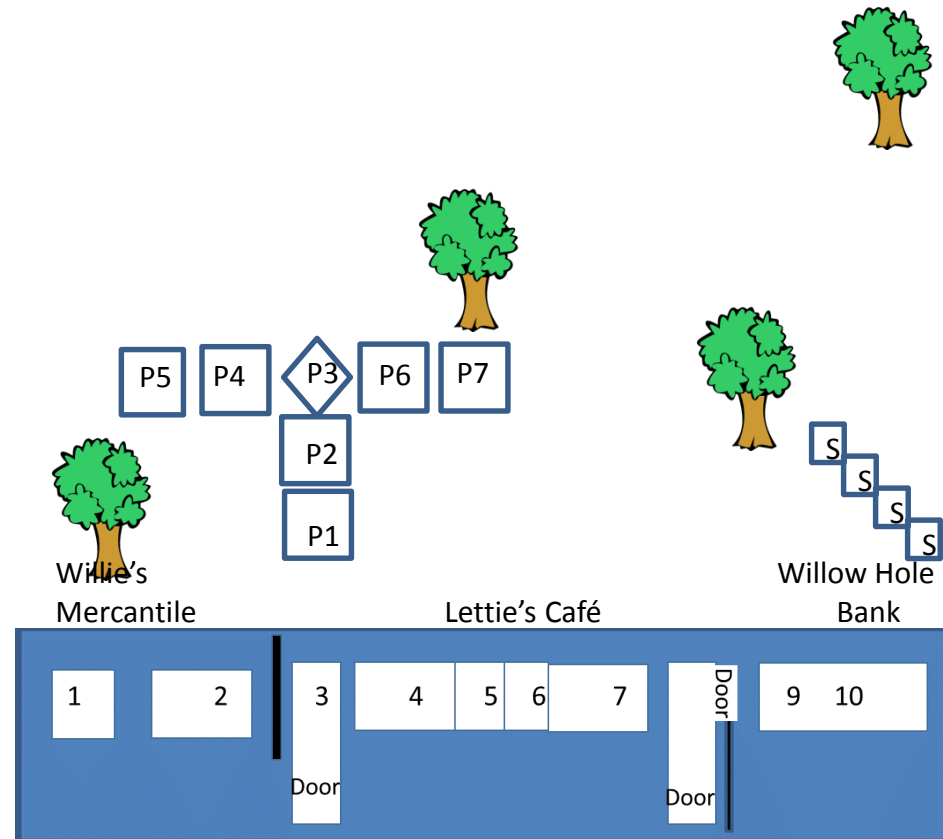 P5 P4 P3 P6 P7
P2
P1
S
S
S
S
Willie's
Mercantile
Lettie's Café
Willow Hole
Bank
1 2 3 4 5 6 7 Door 9 10
Door Door